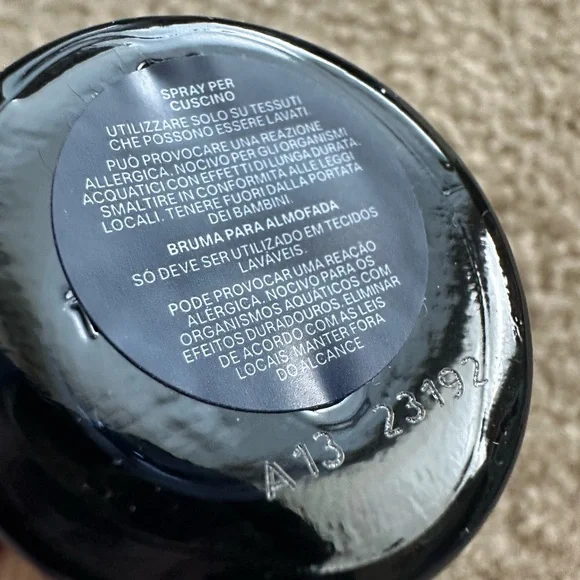 SPRAY PER
CUSCINO
UTILIZZARE SOLO SU TESSUTI
CHE POSSONO ESSERE LAVATI.
PUÒ PROVOCARE UNA REAZIONE
ALLERGICA. NOCIVO PER GLI ORGANISMI
ACQUATICI CON EFFETTI DI LUNGA DURATA.
SMALTIRE IN CONFORMITÀ ALLE LEGGI
LOCALI. TENERE FUORI DALLA PORTATA
DEI BAMBINI.
BRUMA PARA ALMOFADA
SÓ DEVE SER UTILIZADO EM TECIDOS
LAVÁVEIS.
PODE PROVOCAR UMA REAÇÃO
ALÉRGICA. NOCIVO PARA OS
ORGANISMOS AQUÁTICOS COM
EFEITOS DURADOUROS. ELIMINAR
DE ACORDO COM AS LEIS
LOCAIS. MANTER FORA
DO ALCANCE
A13 23192